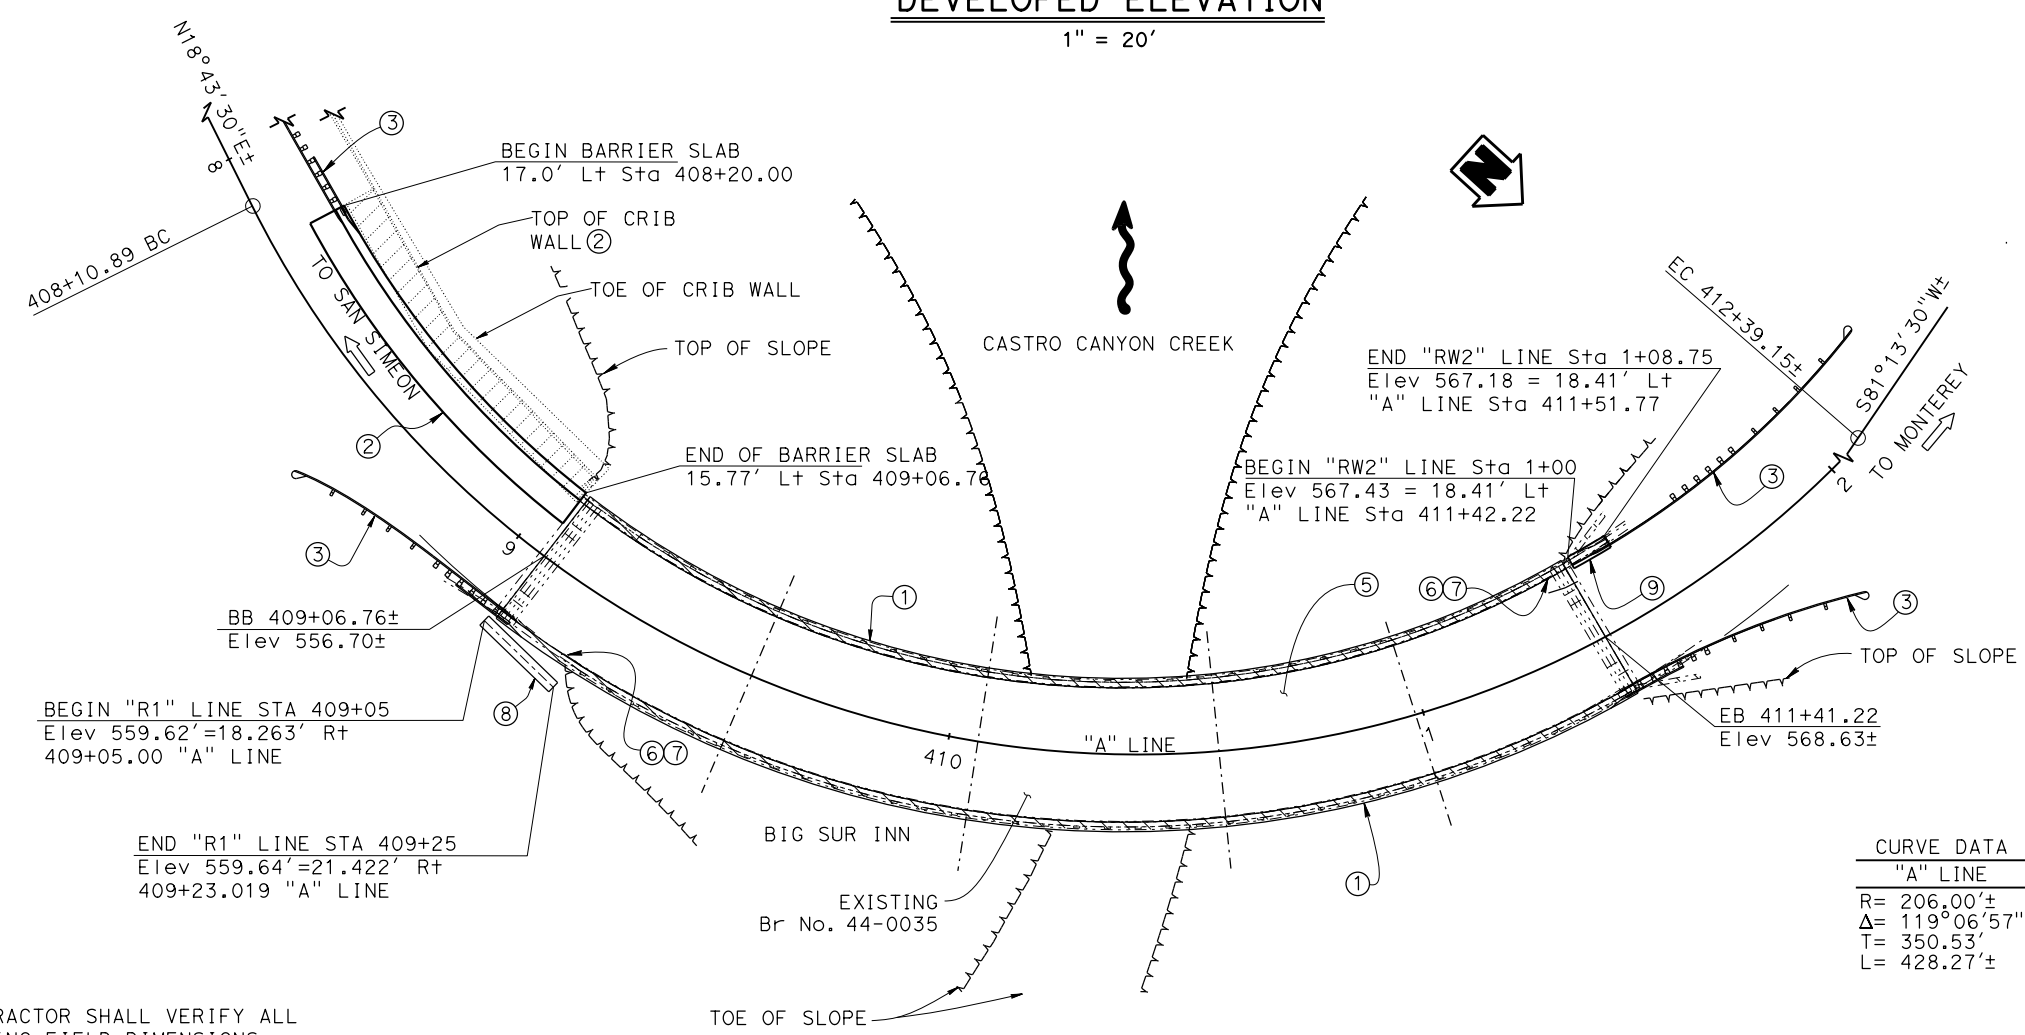 DEVELOPED ELEVATION
1" = 20'
N18°43'30"E±
8
408+10.89 BC
③
BEGIN BARRIER SLAB
17.0' Lt Sta 408+20.00
TOP OF CRIB
WALL ②
TOE OF CRIB WALL
TOP OF SLOPE
TO SAN SIMEON
②
END OF BARRIER SLAB
15.77' Lt Sta 409+06.76
CASTRO CANYON CREEK
N
EC 412+39.15±
S81°13'30"W±
TO MONTEREY
2
END "RW2" LINE Sta 1+08.75
Elev 567.18 = 18.41' Lt
"A" LINE Sta 411+51.77
BEGIN "RW2" LINE Sta 1+00
Elev 567.43 = 18.41' Lt
"A" LINE Sta 411+42.22
③
③
9
①
⑤
⑥⑦
⑨
③
TOP OF SLOPE
BB 409+06.76±
Elev 556.70±
BEGIN "R1" LINE STA 409+05
Elev 559.62'=18.263' Rt
409+05.00 "A" LINE
⑧
⑥⑦
410
"A" LINE
1
EB 411+41.22
Elev 568.63±
END "R1" LINE STA 409+25
Elev 559.64'=21.422' Rt
409+23.019 "A" LINE
BIG SUR INN
EXISTING
Br No. 44-0035
①
CURVE DATA
"A" LINE
R= 206.00'±
Δ= 119°06'57"
T= 350.53'
L= 428.27'±
TOE OF SLOPE
RACTOR SHALL VERIFY ALL
ING FIELD DIMENSIONS